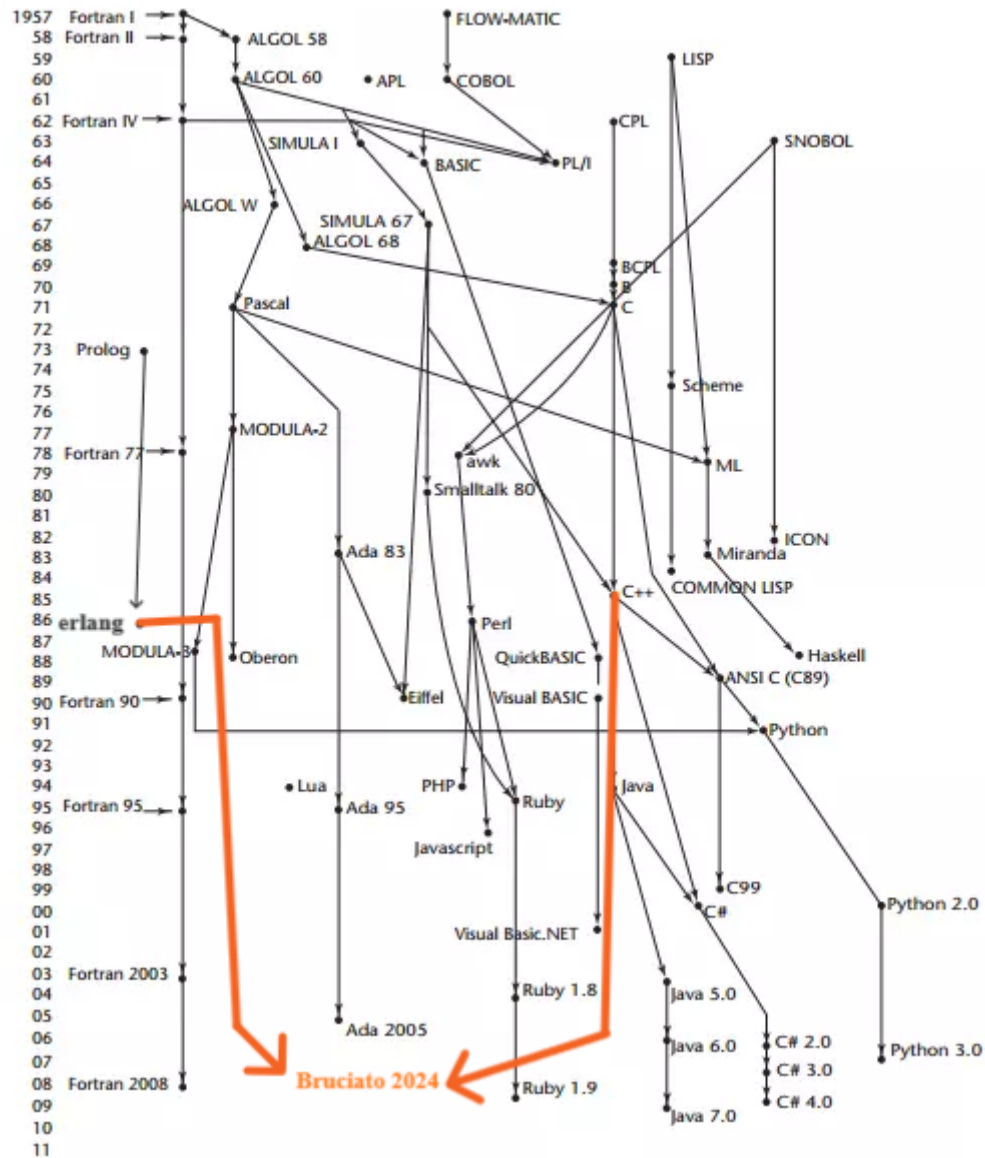 1957 Fortran I FLOW-MATIC
58 Fortran II ALGOL 58
59 LISP
60 ALGOL 60 APL COBOL
61
62 Fortran IV CPL
63 SIMULA I SNOBOL
64 BASIC PL/I
65
66 ALGOL W
67 SIMULA 67
68 ALGOL 68
69 BCPL
70 B
71 Pascal C
72
73 Prolog
74
75 Scheme
76
77 MODULA-2
78 Fortran 77 awk ML
79
80 Smalltalk 80
81
82 ICON
83 Ada 83 Miranda
84 COMMON LISP
85 C++
86 erlang Perl
87
88 MODULA-3 Oberon QuickBASIC Haskell
89 ANSI C (C89)
90 Fortran 90 Eiffel Visual BASIC
91 Python
92
93
94 Lua PHP Java
95 Fortran 95 Ada 95 Ruby
96
97 Javascript
98
99 C99
00 C# Python 2.0
01 Visual Basic.NET
02
03 Fortran 2003
04 Ruby 1.8 Java 5.0
05 Ada 2005
06 Java 6.0 C# 2.0
07 Python 3.0
Bruciato 2024 C# 3.0
08 Fortran 2008 Ruby 1.9
09 Java 7.0 C# 4.0
10
11